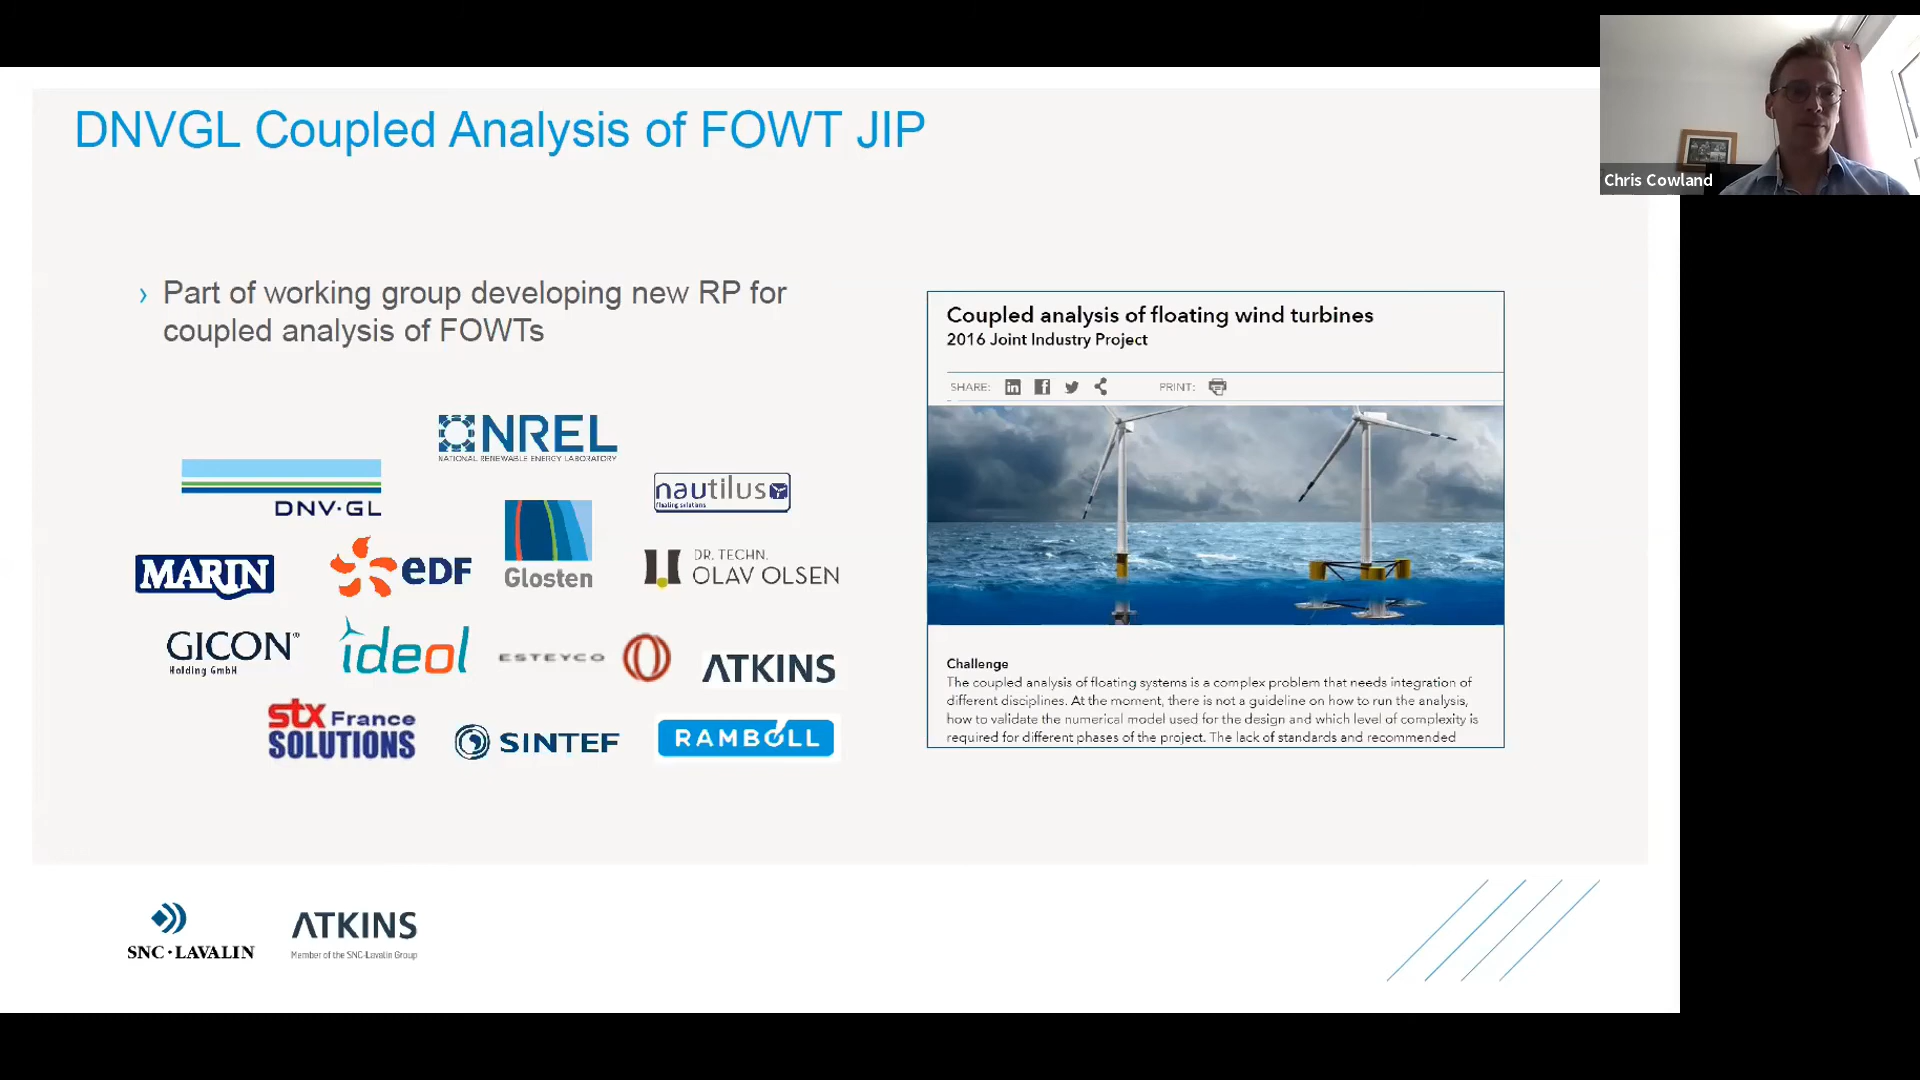 DNVGL Coupled Analysis of FOWT JIP
Chris Cowland
› Part of working group developing new RP for
coupled analysis of FOWTs
NREL
NATIONAL RENEWABLE ENERGY LABORATORY
DNV·GL
nautilus
floating solutions
MARIN
eDF
Glosten
DR. TECHN.
OLAV OLSEN
GICON®
Holding GmbH
ideol
ESTEYCO
ATKINS
STX France
SOLUTIONS
SINTEF
RAMBOLL
Coupled analysis of floating wind turbines
2016 Joint Industry Project
SHARE:
PRINT:
Challenge
The coupled analysis of floating systems is a complex problem that needs integration of
different disciplines. At the moment, there is not a guideline on how to run the analysis,
how to validate the numerical model used for the design and which level of complexity is
required for different phases of the project. The lack of standards and recommended
SNC·LAVALIN
ATKINS
Member of the SNC-Lavalin Group